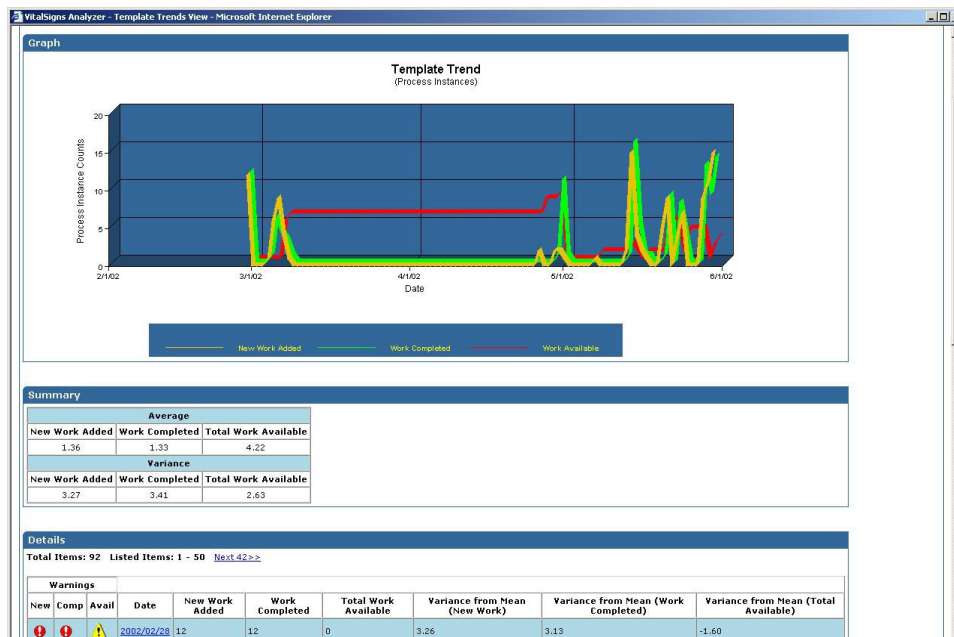 VitalSigns Analyzer - Template Trends View - Microsoft Internet Explorer
Graph
Template Trend
(Process Instances)
Process Instance Counts
20
15
10
5
0
2/1/02 3/1/02 4/1/02 5/1/02 6/1/02
Date
New Work Added Work Completed Work Available
Summary
Average
New Work Added Work Completed Total Work Available
1.36 1.33 4.22
Variance
New Work Added Work Completed Total Work Available
3.27 3.41 2.63
Details
Total Items: 92 Listed Items: 1 - 50 Next 42>>
Warnings
New Comp Avail Date New Work Added Work Completed Total Work Available Variance from Mean (New Work) Variance from Mean (Work Completed) Variance from Mean (Total Available)
2002/02/28 12 12 0 3.26 3.13 -1.60